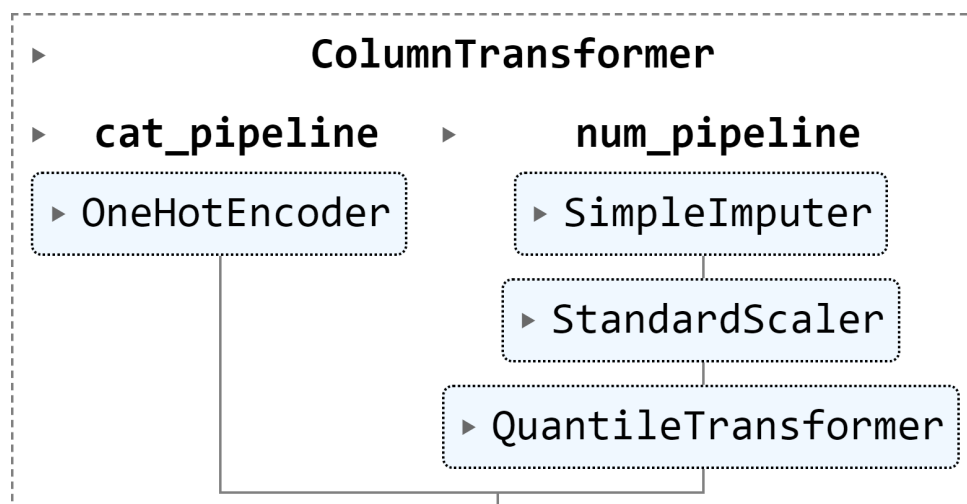 ColumnTransformer
cat_pipeline num_pipeline
OneHotEncoder SimpleImputer
StandardScaler
QuantileTransformer